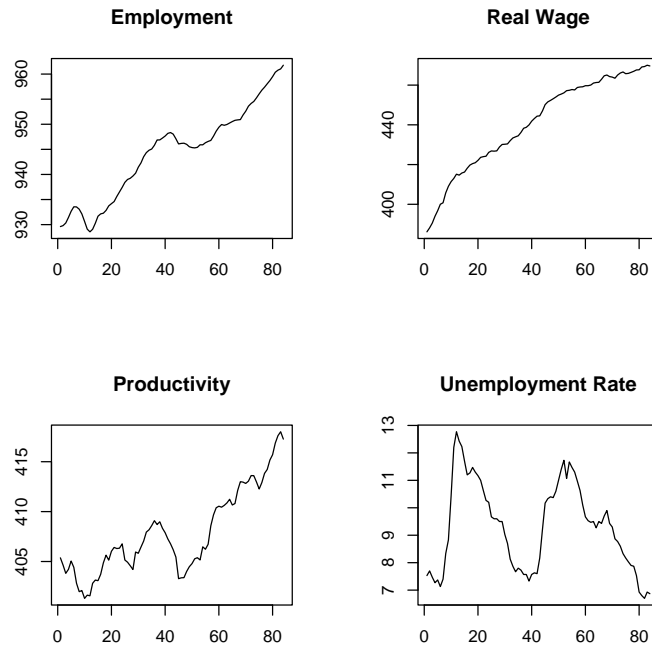 Employment
930 940 950 960
0 20 40 60 80
Real Wage
400 440
0 20 40 60 80
Productivity
405 410 415
0 20 40 60 80
Unemployment Rate
7 8 9 11 13
0 20 40 60 80